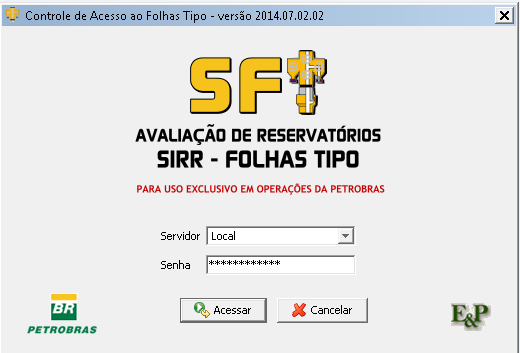 Controle de Acesso ao Folhas Tipo - versão 2014.07.02.02
SFT
AVALIAÇÃO DE RESERVATÓRIOS
SIRR - FOLHAS TIPO
PARA USO EXCLUSIVO EM OPERAÇÕES DA PETROBRAS
Servidor Local
Senha ************
BR
PETROBRAS
Acessar
Cancelar
E&P